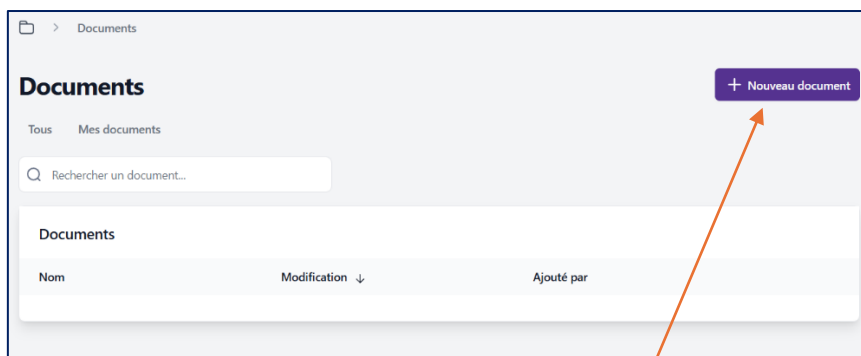 Documents
Documents
+ Nouveau document
Tous Mes documents
Rechercher un document...
Documents
Nom Modification ↓ Ajouté par